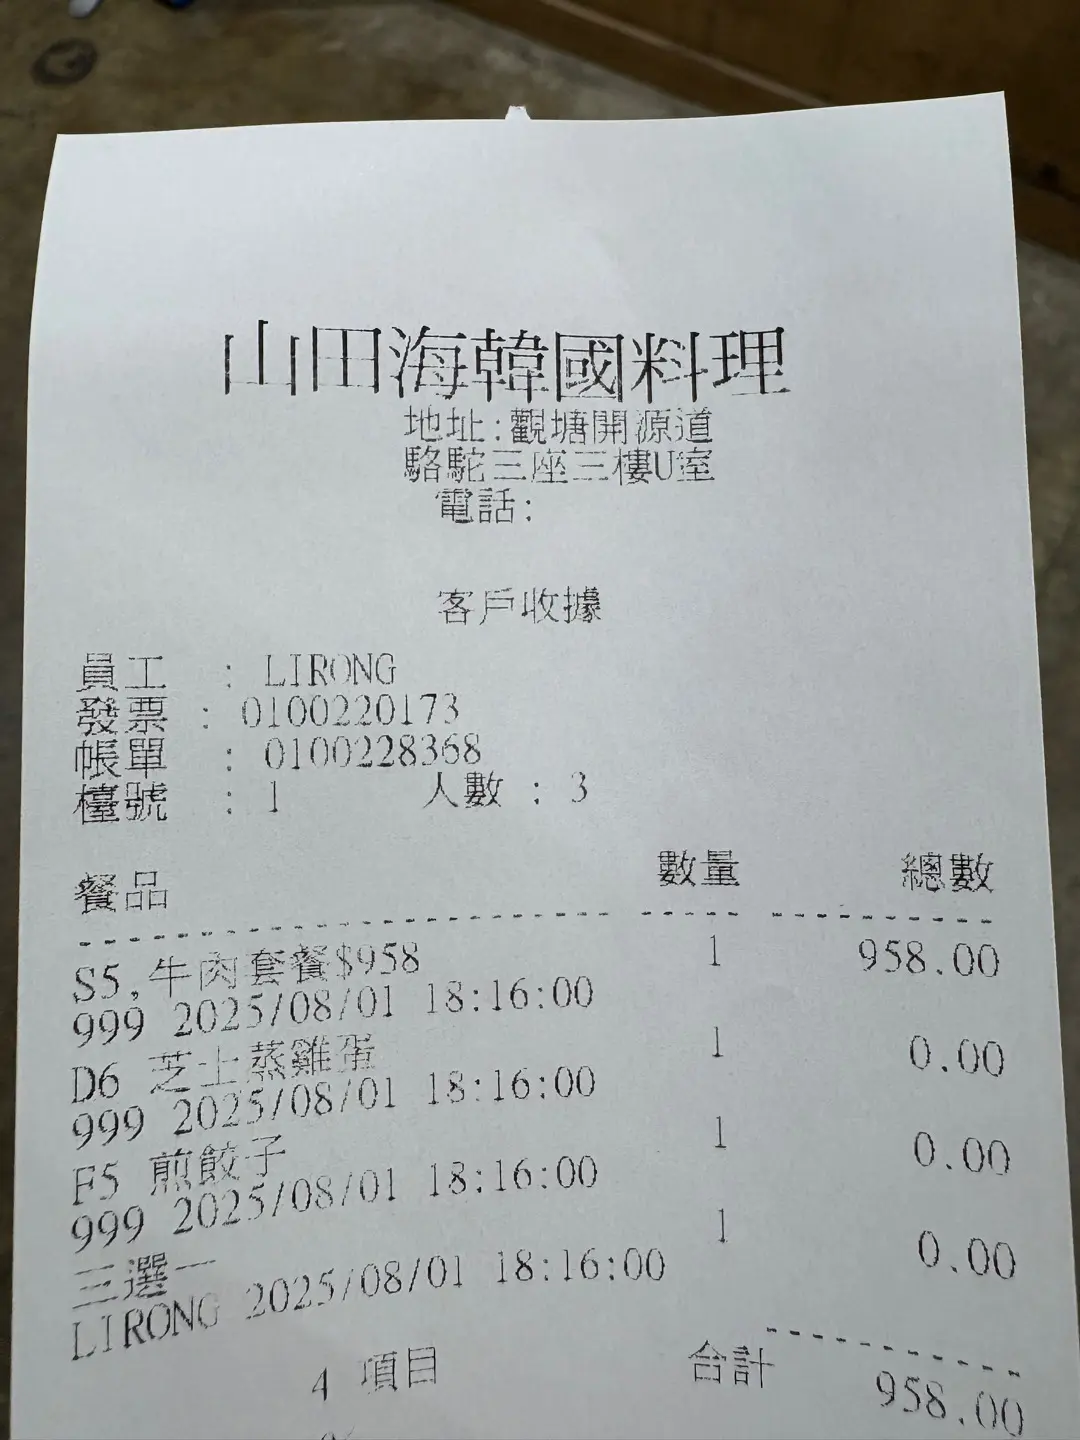 山田海韓國料理
地址:觀塘開源道
駱駝三座三樓U室
電話:
客戶收據
員工 : LIRONG
發票 : 0100220173
帳單 : 0100228368
檯號 : 1 人數 : 3
餐品 數量 總數
S5,牛肉套餐$958 1 958.00
999 2025/08/01 18:16:00
D6 芝士蒸雞蛋 1 0.00
999 2025/08/01 18:16:00
F5 煎餃子 1 0.00
999 2025/08/01 18:16:00
三選一 1 0.00
LIRONG 2025/08/01 18:16:00
4 項目 合計 958.00